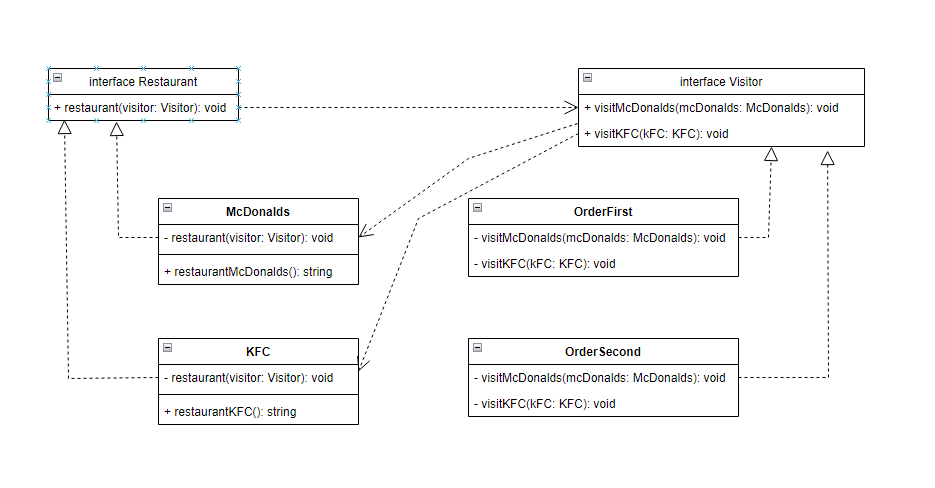 interface Restaurant
+ restaurant(visitor: Visitor): void
interface Visitor
+ visitMcDonalds(mcDonalds: McDonalds): void
+ visitKFC(kFC: KFC): void
McDonalds
- restaurant(visitor: Visitor): void
+ restaurantMcDonalds(): string
OrderFirst
- visitMcDonalds(mcDonalds: McDonalds): void
- visitKFC(kFC: KFC): void
KFC
- restaurant(visitor: Visitor): void
+ restaurantKFC(): string
OrderSecond
- visitMcDonalds(mcDonalds: McDonalds): void
- visitKFC(kFC: KFC): void